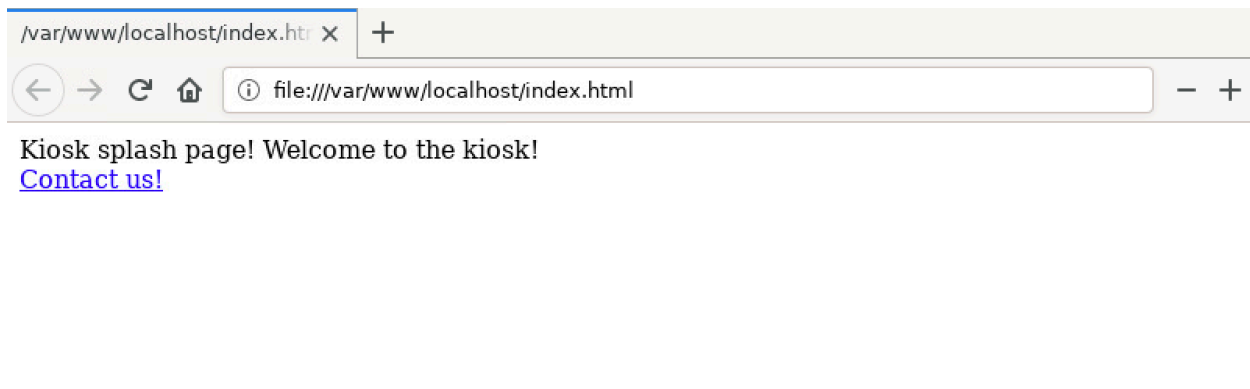 /var/www/localhost/index.htm
file:///var/www/localhost/index.html
Kiosk splash page! Welcome to the kiosk!
Contact us!